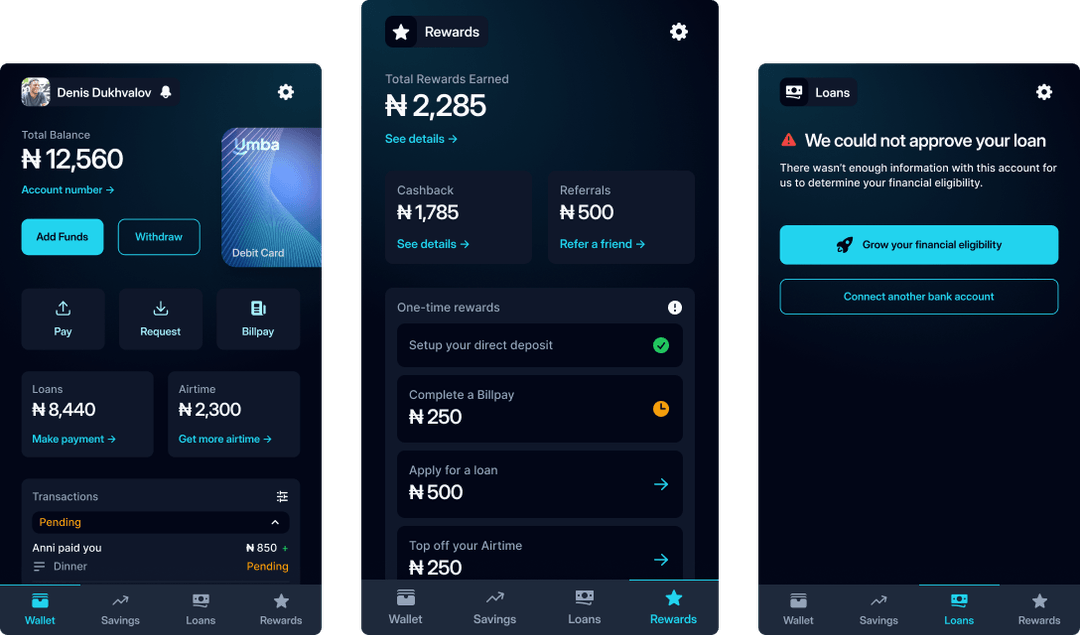 Denis Dukhvalov
Total Balance
₦ 12,560
Account number →
Add Funds
Withdraw
Umba
Debit Card
Pay
Request
Billpay
Loans
₦ 8,440
Make payment →
Airtime
₦ 2,300
Get more airtime →
Transactions
Pending
Anni paid you
₦ 850 +
Dinner
Pending
Wallet
Savings
Loans
Rewards
Rewards
Total Rewards Earned
₦ 2,285
See details →
Cashback
₦ 1,785
See details →
Referrals
₦ 500
Refer a friend →
One-time rewards
Setup your direct deposit
Complete a Billpay
₦ 250
Apply for a loan
₦ 500
Top off your Airtime
₦ 250
Wallet
Savings
Loans
Rewards
Loans
We could not approve your loan
There wasn't enough information with this account for
us to determine your financial eligibility.
Grow your financial eligibility
Connect another bank account
Wallet
Savings
Loans
Rewards